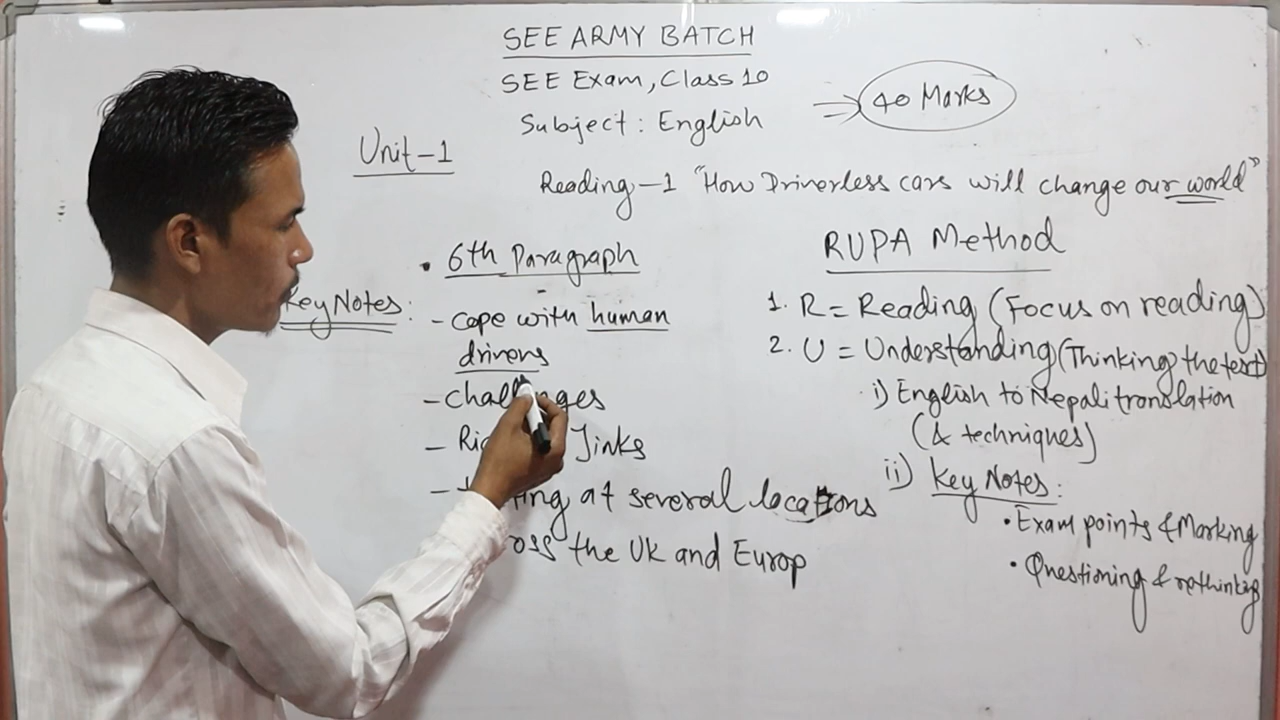 SEE ARMY BATCH
SEE Exam, Class 10
Subject: English
⇒ 40 Marks
Unit-1
Reading-1 "How Driverless cars will change our world"
• 6th Paragraph
Key Notes:
- cope with human
drivers
- challenges
- Jinks
- at several locations
the UK and Europ
RUPA Method
1. R = Reading (Focus on reading)
2. U = Understanding (Thinking the text)
i) English to Nepali translation
(& techniques)
ii) Key Notes:
• Exam points & Marking
• Questioning & rethinking